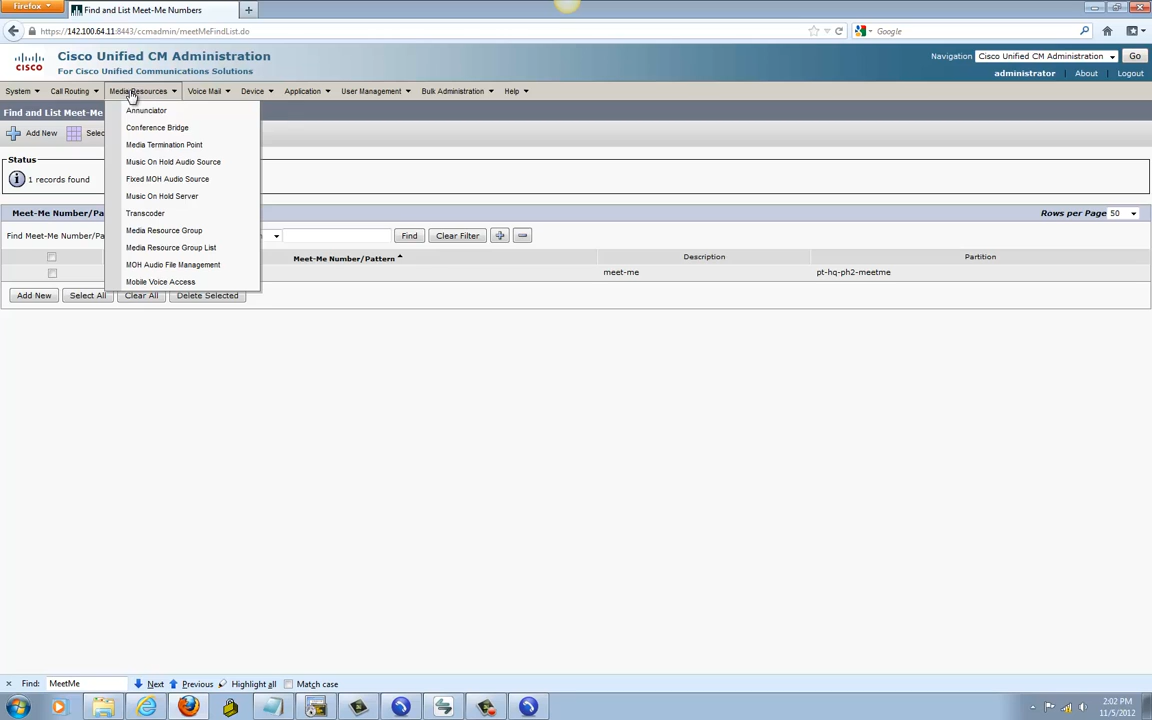 Firefox
Find and List Meet-Me Numbers
https://142.100.64.11:8443/ccmadmin/meetMeFindList.do
Google
CISCO
Cisco Unified CM Administration
For Cisco Unified Communications Solutions
Navigation Cisco Unified CM Administration Go
administrator About Logout
System Call Routing Media Resources Voice Mail Device Application User Management Bulk Administration Help
Find and List Meet-Me
Add New Selec
Status
1 records found
Annunciator
Conference Bridge
Media Termination Point
Music On Hold Audio Source
Fixed MOH Audio Source
Music On Hold Server
Transcoder
Media Resource Group
Media Resource Group List
MOH Audio File Management
Mobile Voice Access
Meet-Me Number/Pa
Rows per Page 50
Find Meet-Me Number/Pa
Find Clear Filter
Meet-Me Number/Pattern Description Partition
meet-me pt-hq-ph2-meetme
Add New Select All Clear All Delete Selected
× Find: MeetMe Next Previous Highlight all Match case
2:02 PM
11/5/2012